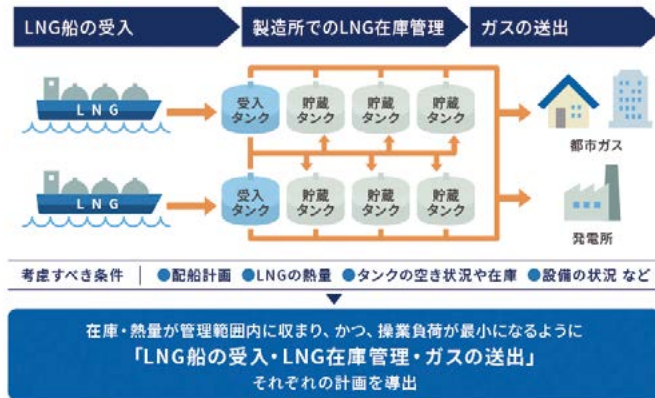 LNG船の受入
製造所でのLNG在庫管理
ガスの送出
LNG
受入
タンク
貯蔵
タンク
貯蔵
タンク
貯蔵
タンク
都市ガス
LNG
受入
タンク
貯蔵
タンク
貯蔵
タンク
貯蔵
タンク
発電所
考慮すべき条件 | ●配船計画 ●LNGの熱量 ●タンクの空き状況や在庫 ●設備の状況 など
在庫・熱量が管理範囲内に収まり、かつ、操業負荷が最小になるように
「LNG船の受入・LNG在庫管理・ガスの送出」
それぞれの計画を導出